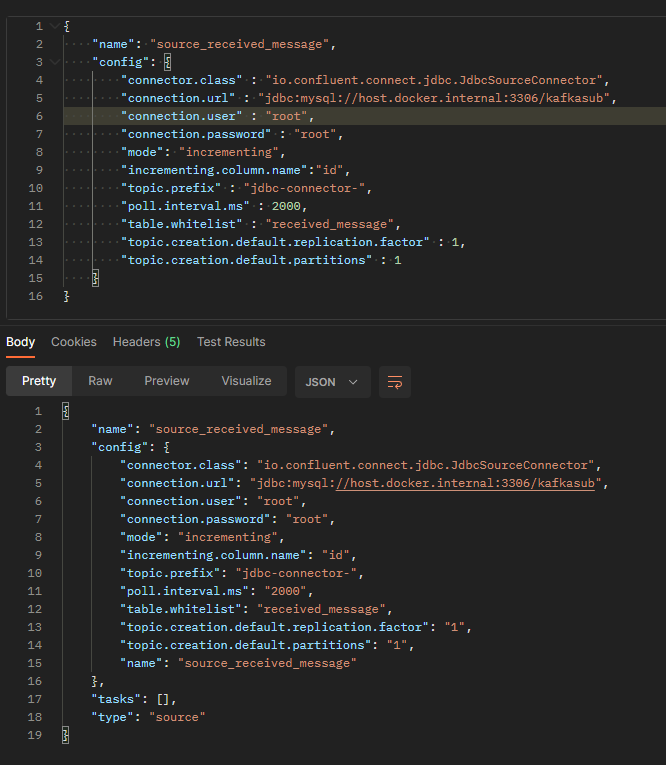 1 {
2 "name": "source_received_message",
3 "config": {
4 "connector.class" : "io.confluent.connect.jdbc.JdbcSourceConnector",
5 "connection.url" : "jdbc:mysql://host.docker.internal:3306/kafkasub",
6 "connection.user" : "root",
7 "connection.password" : "root",
8 "mode": "incrementing",
9 "incrementing.column.name":"id",
10 "topic.prefix" : "jdbc-connector-",
11 "poll.interval.ms" : 2000,
12 "table.whitelist" : "received_message",
13 "topic.creation.default.replication.factor" : 1,
14 "topic.creation.default.partitions" : 1
15 }
16 }
Body Cookies Headers (5) Test Results
Pretty Raw Preview Visualize JSON
1 {
2 "name": "source_received_message",
3 "config": {
4 "connector.class": "io.confluent.connect.jdbc.JdbcSourceConnector",
5 "connection.url": "jdbc:mysql://host.docker.internal:3306/kafkasub",
6 "connection.user": "root",
7 "connection.password": "root",
8 "mode": "incrementing",
9 "incrementing.column.name": "id",
10 "topic.prefix": "jdbc-connector-",
11 "poll.interval.ms": "2000",
12 "table.whitelist": "received_message",
13 "topic.creation.default.replication.factor": "1",
14 "topic.creation.default.partitions": "1",
15 "name": "source_received_message"
16 },
17 "tasks": [],
18 "type": "source"
19 }